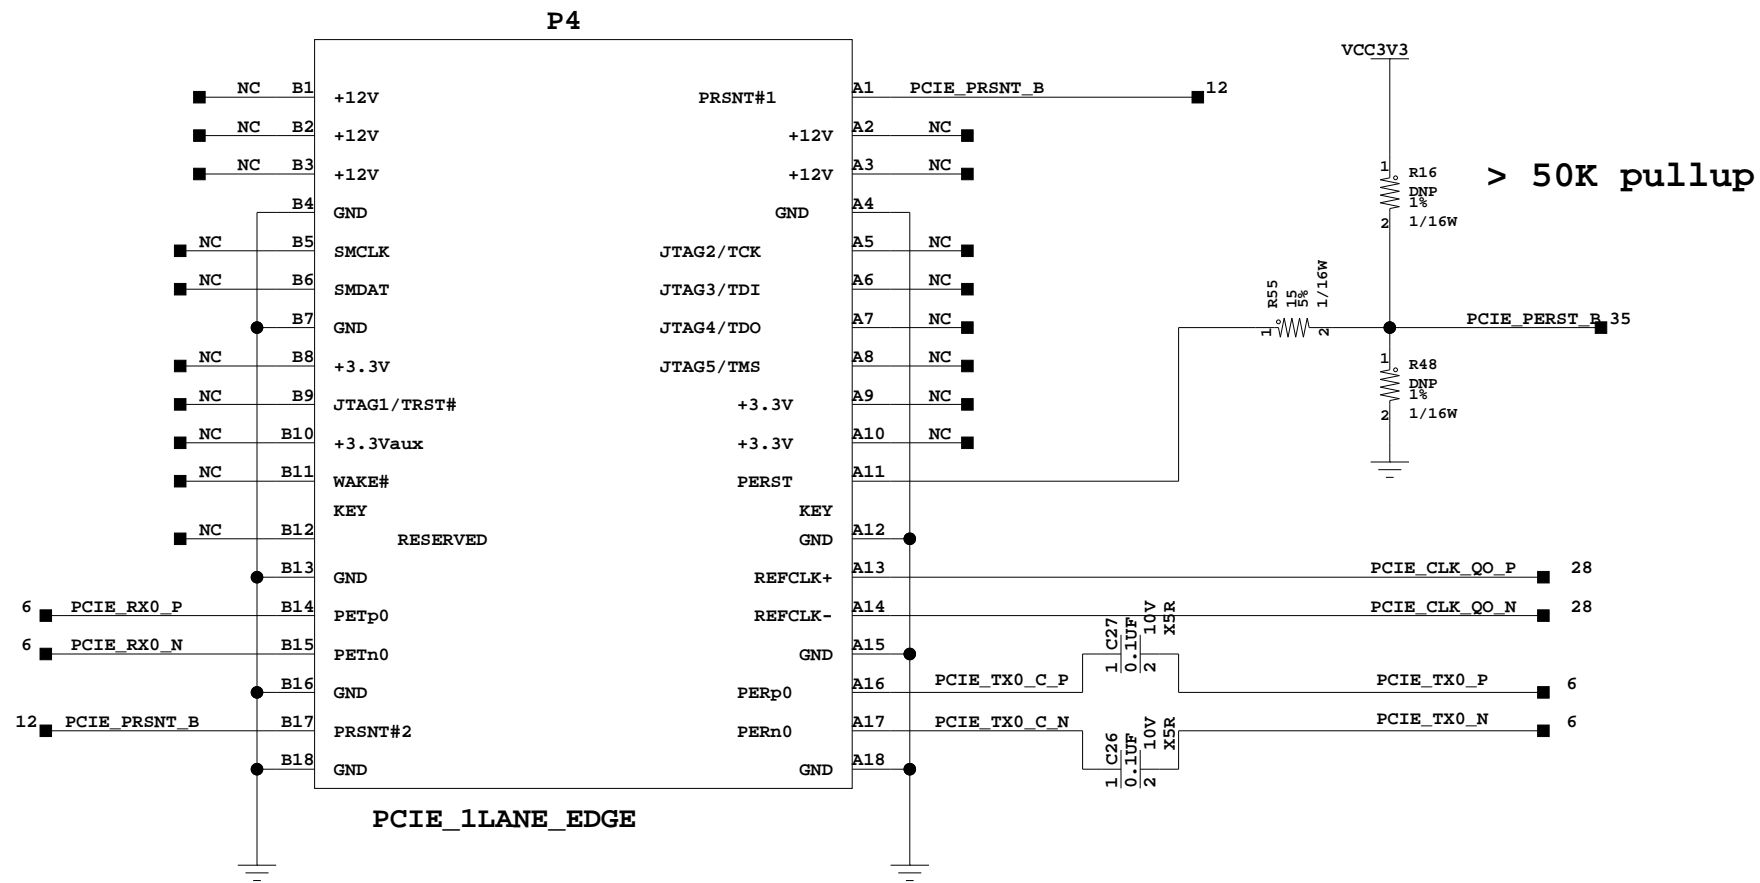 P4
VCC3V3
NC B1 +12V PRSNT#1 A1 PCIE_PRSNT_B 12
NC B2 +12V +12V A2 NC
NC B3 +12V +12V A3 NC
1 R16
DNP
1%
2 1/16W
> 50K pullup
B4 GND GND A4
NC B5 SMCLK JTAG2/TCK A5 NC
NC B6 SMDAT JTAG3/TDI A6 NC
B7 GND JTAG4/TDO A7 NC
1 R55 2
15
5%
1/16W
PCIE_PERST_B 35
NC B8 +3.3V JTAG5/TMS A8 NC
1 R48
DNP
1%
2 1/16W
NC B9 JTAG1/TRST# +3.3V A9 NC
NC B10 +3.3Vaux +3.3V A10 NC
NC B11 WAKE# PERST A11
KEY KEY
NC B12 RESERVED GND A12
B13 GND REFCLK+ A13 PCIE_CLK_QO_P 28
6 PCIE_RX0_P B14 PETp0 REFCLK- A14 PCIE_CLK_QO_N 28
6 PCIE_RX0_N B15 PETn0 GND A15
1 C27
0.1UF
2 10V
X5R
B16 GND PERp0 A16 PCIE_TX0_C_P PCIE_TX0_P 6
12 PCIE_PRSNT_B B17 PRSNT#2 PERn0 A17 PCIE_TX0_C_N PCIE_TX0_N 6
1 C26
0.1UF
2 10V
X5R
B18 GND GND A18
PCIE_1LANE_EDGE